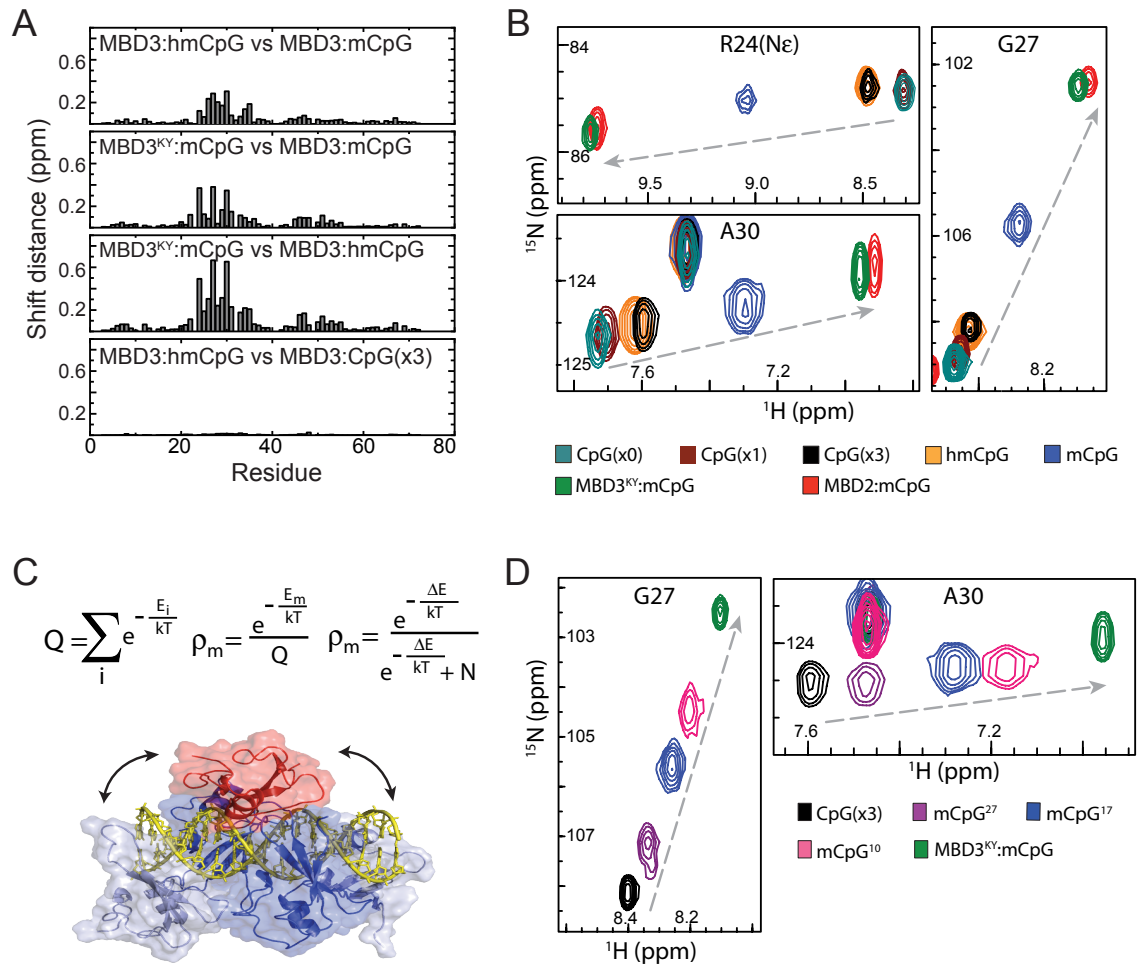 A
MBD3:hmCpG vs MBD3:mCpG
0.6
0.2
MBD3ᴷʸ:mCpG vs MBD3:mCpG
0.6
0.2
MBD3ᴷʸ:mCpG vs MBD3:hmCpG
0.6
0.2
MBD3:hmCpG vs MBD3:CpG(x3)
0.6
0.2
0 20 40 60 80
Residue
Shift distance (ppm)
B
R24(Nε)
84
86
9.5 9.0 8.5
A30
124
125
7.6 7.2
G27
102
106
8.2
¹⁵N (ppm)
¹H (ppm)
CpG(x0) CpG(x1) CpG(x3) hmCpG mCpG
MBD3ᴷʸ:mCpG MBD2:mCpG
C
Q = ∑ᵢ e^(-Eᵢ/kT) ρₘ = e^(-Eₘ/kT) / Q ρₘ = e^(-ΔE/kT) / (e^(-ΔE/kT) + N)
D
G27
103
105
107
8.4 8.2
¹⁵N (ppm)
¹H (ppm)
A30
124
7.6 7.2
¹H (ppm)
CpG(x3) mCpG²⁷ mCpG¹⁷
mCpG¹⁰ MBD3ᴷʸ:mCpG